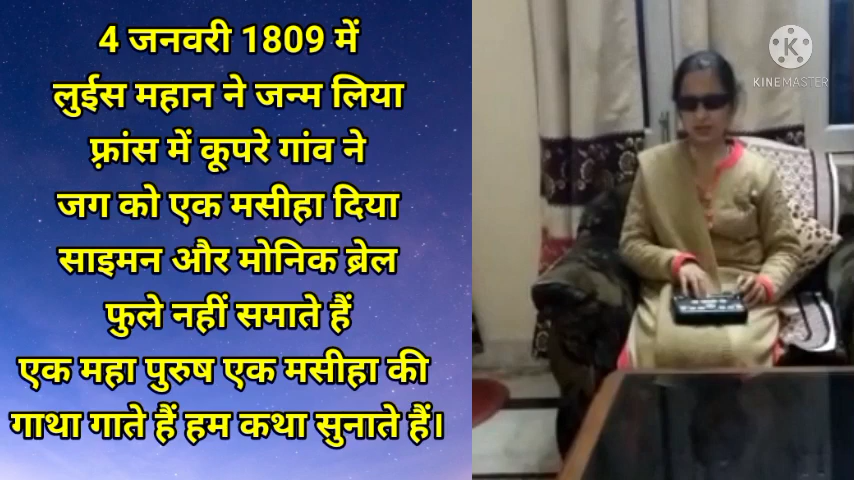 4 जनवरी 1809 में
लुईस महान ने जन्म लिया
फ़्रांस में कूपरे गांव ने
जग को एक मसीहा दिया
साइमन और मोनिक ब्रेल
फुले नहीं समाते हैं
एक महा पुरुष एक मसीहा की
गाथा गाते हैं हम कथा सुनाते हैं।
K
KINEMASTER